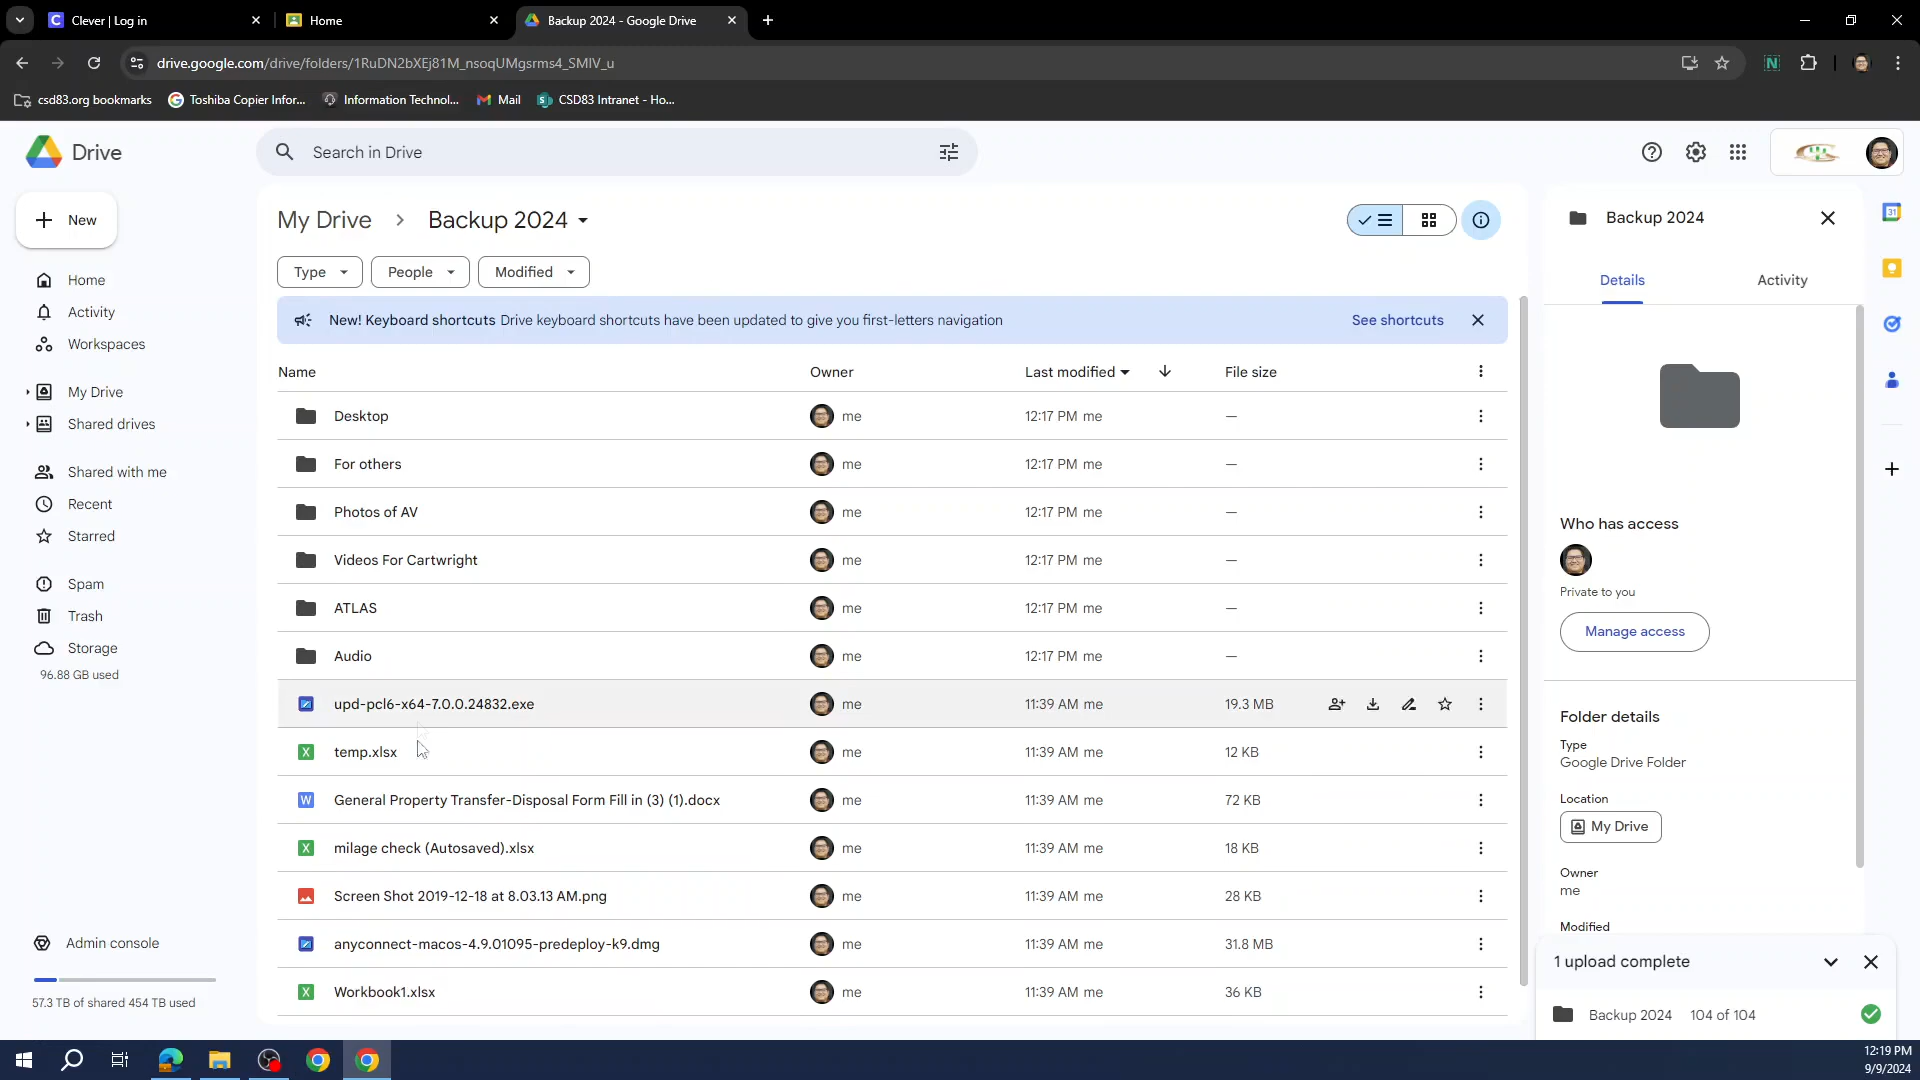 Clever | Log in
Home
Backup 2024 - Google Drive
drive.google.com/drive/folders/1RuDN2bXEj81M_nsoqUMgsrms4_SMIV_u
csd83.org bookmarks
Toshiba Copier Infor...
Information Technol...
Mail
CSD83 Intranet - Ho...
Drive
Search in Drive
New
Home
Activity
Workspaces
My Drive
Shared drives
Shared with me
Recent
Starred
Spam
Trash
Storage
96.88 GB used
Admin console
57.3 TB of shared 454 TB used
My Drive > Backup 2024
Type
People
Modified
New! Keyboard shortcuts Drive keyboard shortcuts have been updated to give you first-letters navigation
See shortcuts
Name Owner Last modified File size
Desktop me 12:17 PM me —
For others me 12:17 PM me —
Photos of AV me 12:17 PM me —
Videos For Cartwright me 12:17 PM me —
ATLAS me 12:17 PM me —
Audio me 12:17 PM me —
upd-pcl6-x64-7.0.0.24832.exe me 11:39 AM me 19.3 MB
temp.xlsx me 11:39 AM me 12 KB
General Property Transfer-Disposal Form Fill in (3) (1).docx me 11:39 AM me 72 KB
milage check (Autosaved).xlsx me 11:39 AM me 18 KB
Screen Shot 2019-12-18 at 8.03.13 AM.png me 11:39 AM me 28 KB
anyconnect-macos-4.9.01095-predeploy-k9.dmg me 11:39 AM me 31.8 MB
Workbook1.xlsx me 11:39 AM me 36 KB
Backup 2024
Details
Activity
Who has access
Private to you
Manage access
Folder details
Type
Google Drive Folder
Location
My Drive
Owner
me
Modified
1 upload complete
Backup 2024 104 of 104
12:19 PM
9/9/2024